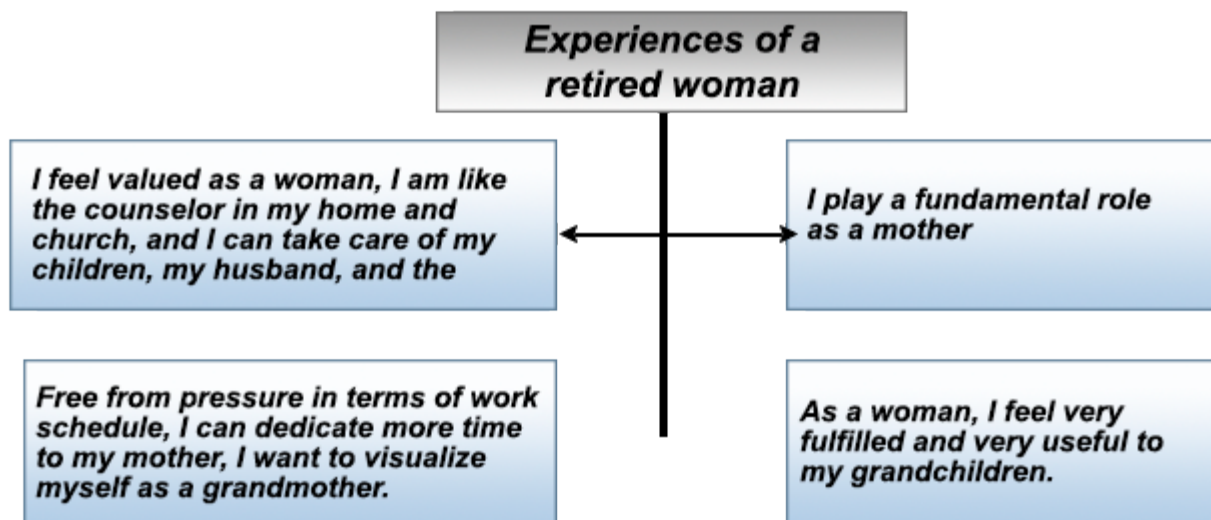 Experiences of a
retired woman
I feel valued as a woman, I am like
the counselor in my home and
church, and I can take care of my
children, my husband, and the
I play a fundamental role
as a mother
Free from pressure in terms of work
schedule, I can dedicate more time
to my mother, I want to visualize
myself as a grandmother.
As a woman, I feel very
fulfilled and very useful to
my grandchildren.